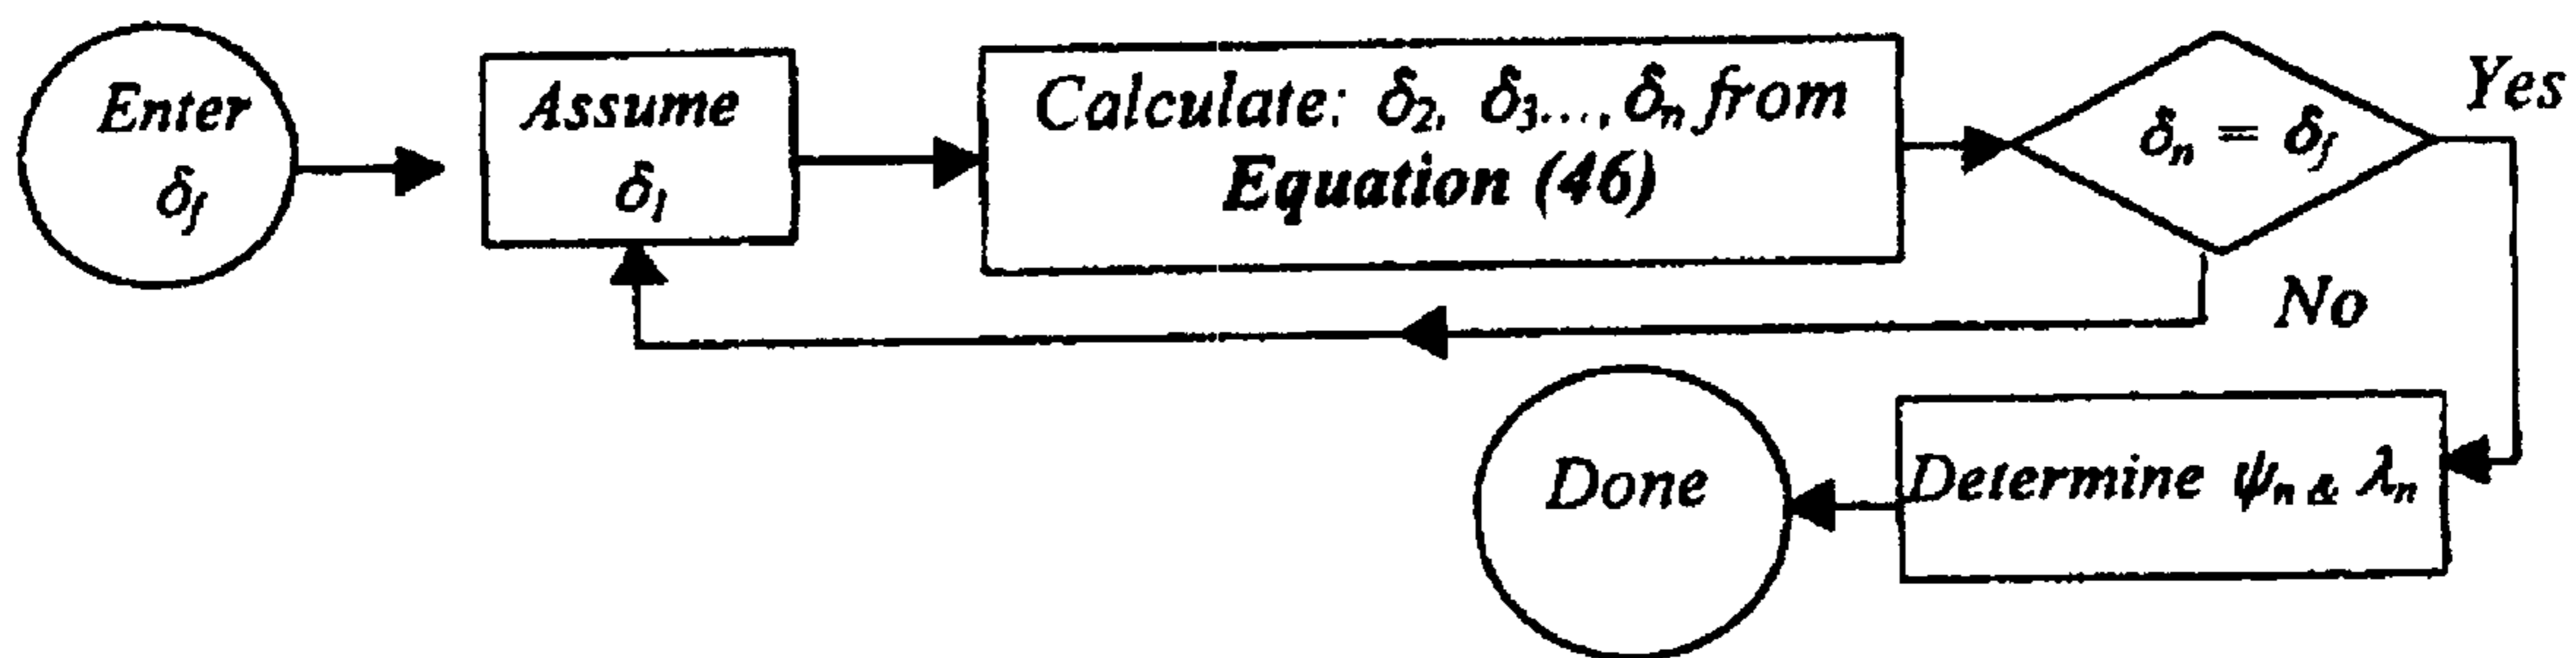 Enter
δf
Assume
δ1
Calculate: δ2, δ3..., δn from
Equation (46)
δn = δf
Yes
No
Determine ψn & λn
Done